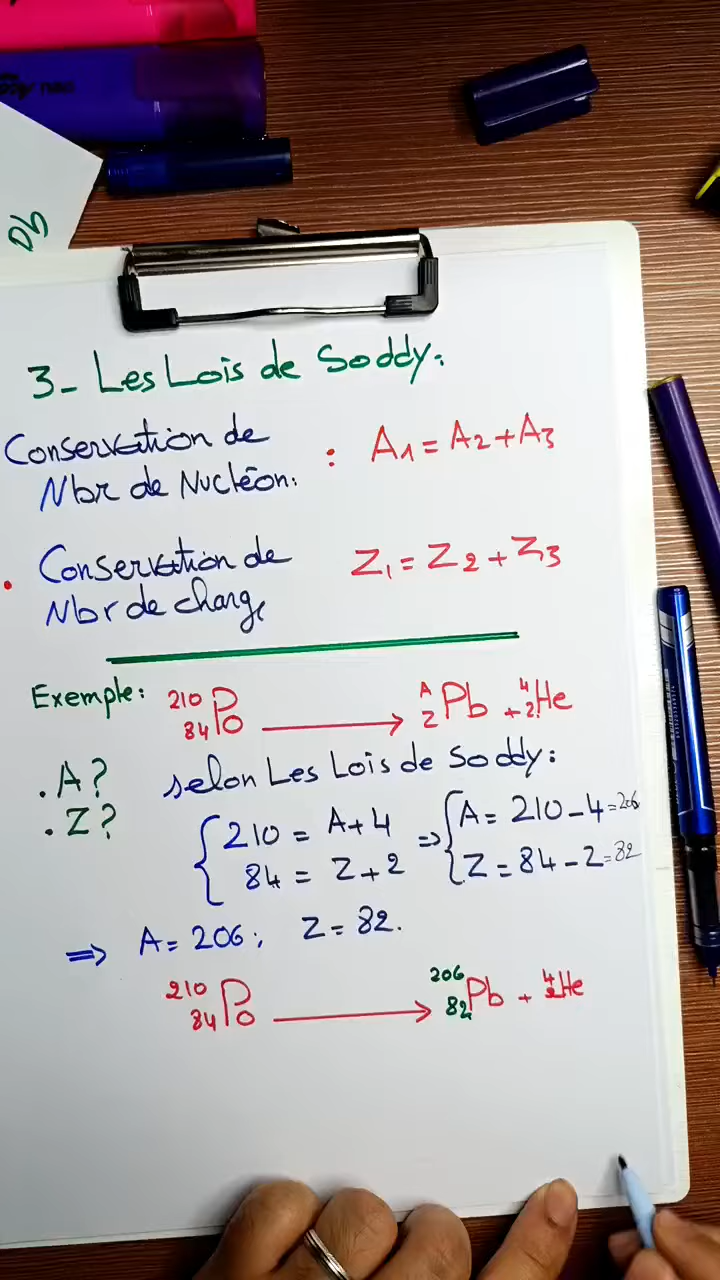 3- Les Lois de Soddy:
Conservation de
Nbr de Nucléon: : A1 = A2 + A3
. Conservation de
Nbr de charge Z1 = Z2 + Z3
Exemple: 210 84 Po → A Z Pb + 4 2 He
. A? selon Les Lois de Soddy:
. Z?
{ 210 = A + 4 => { A = 210 - 4 = 206
84 = Z + 2 Z = 84 - 2 = 82
=> A = 206; Z = 82.
210 84 Po → 206 82 Pb + 4 2 He